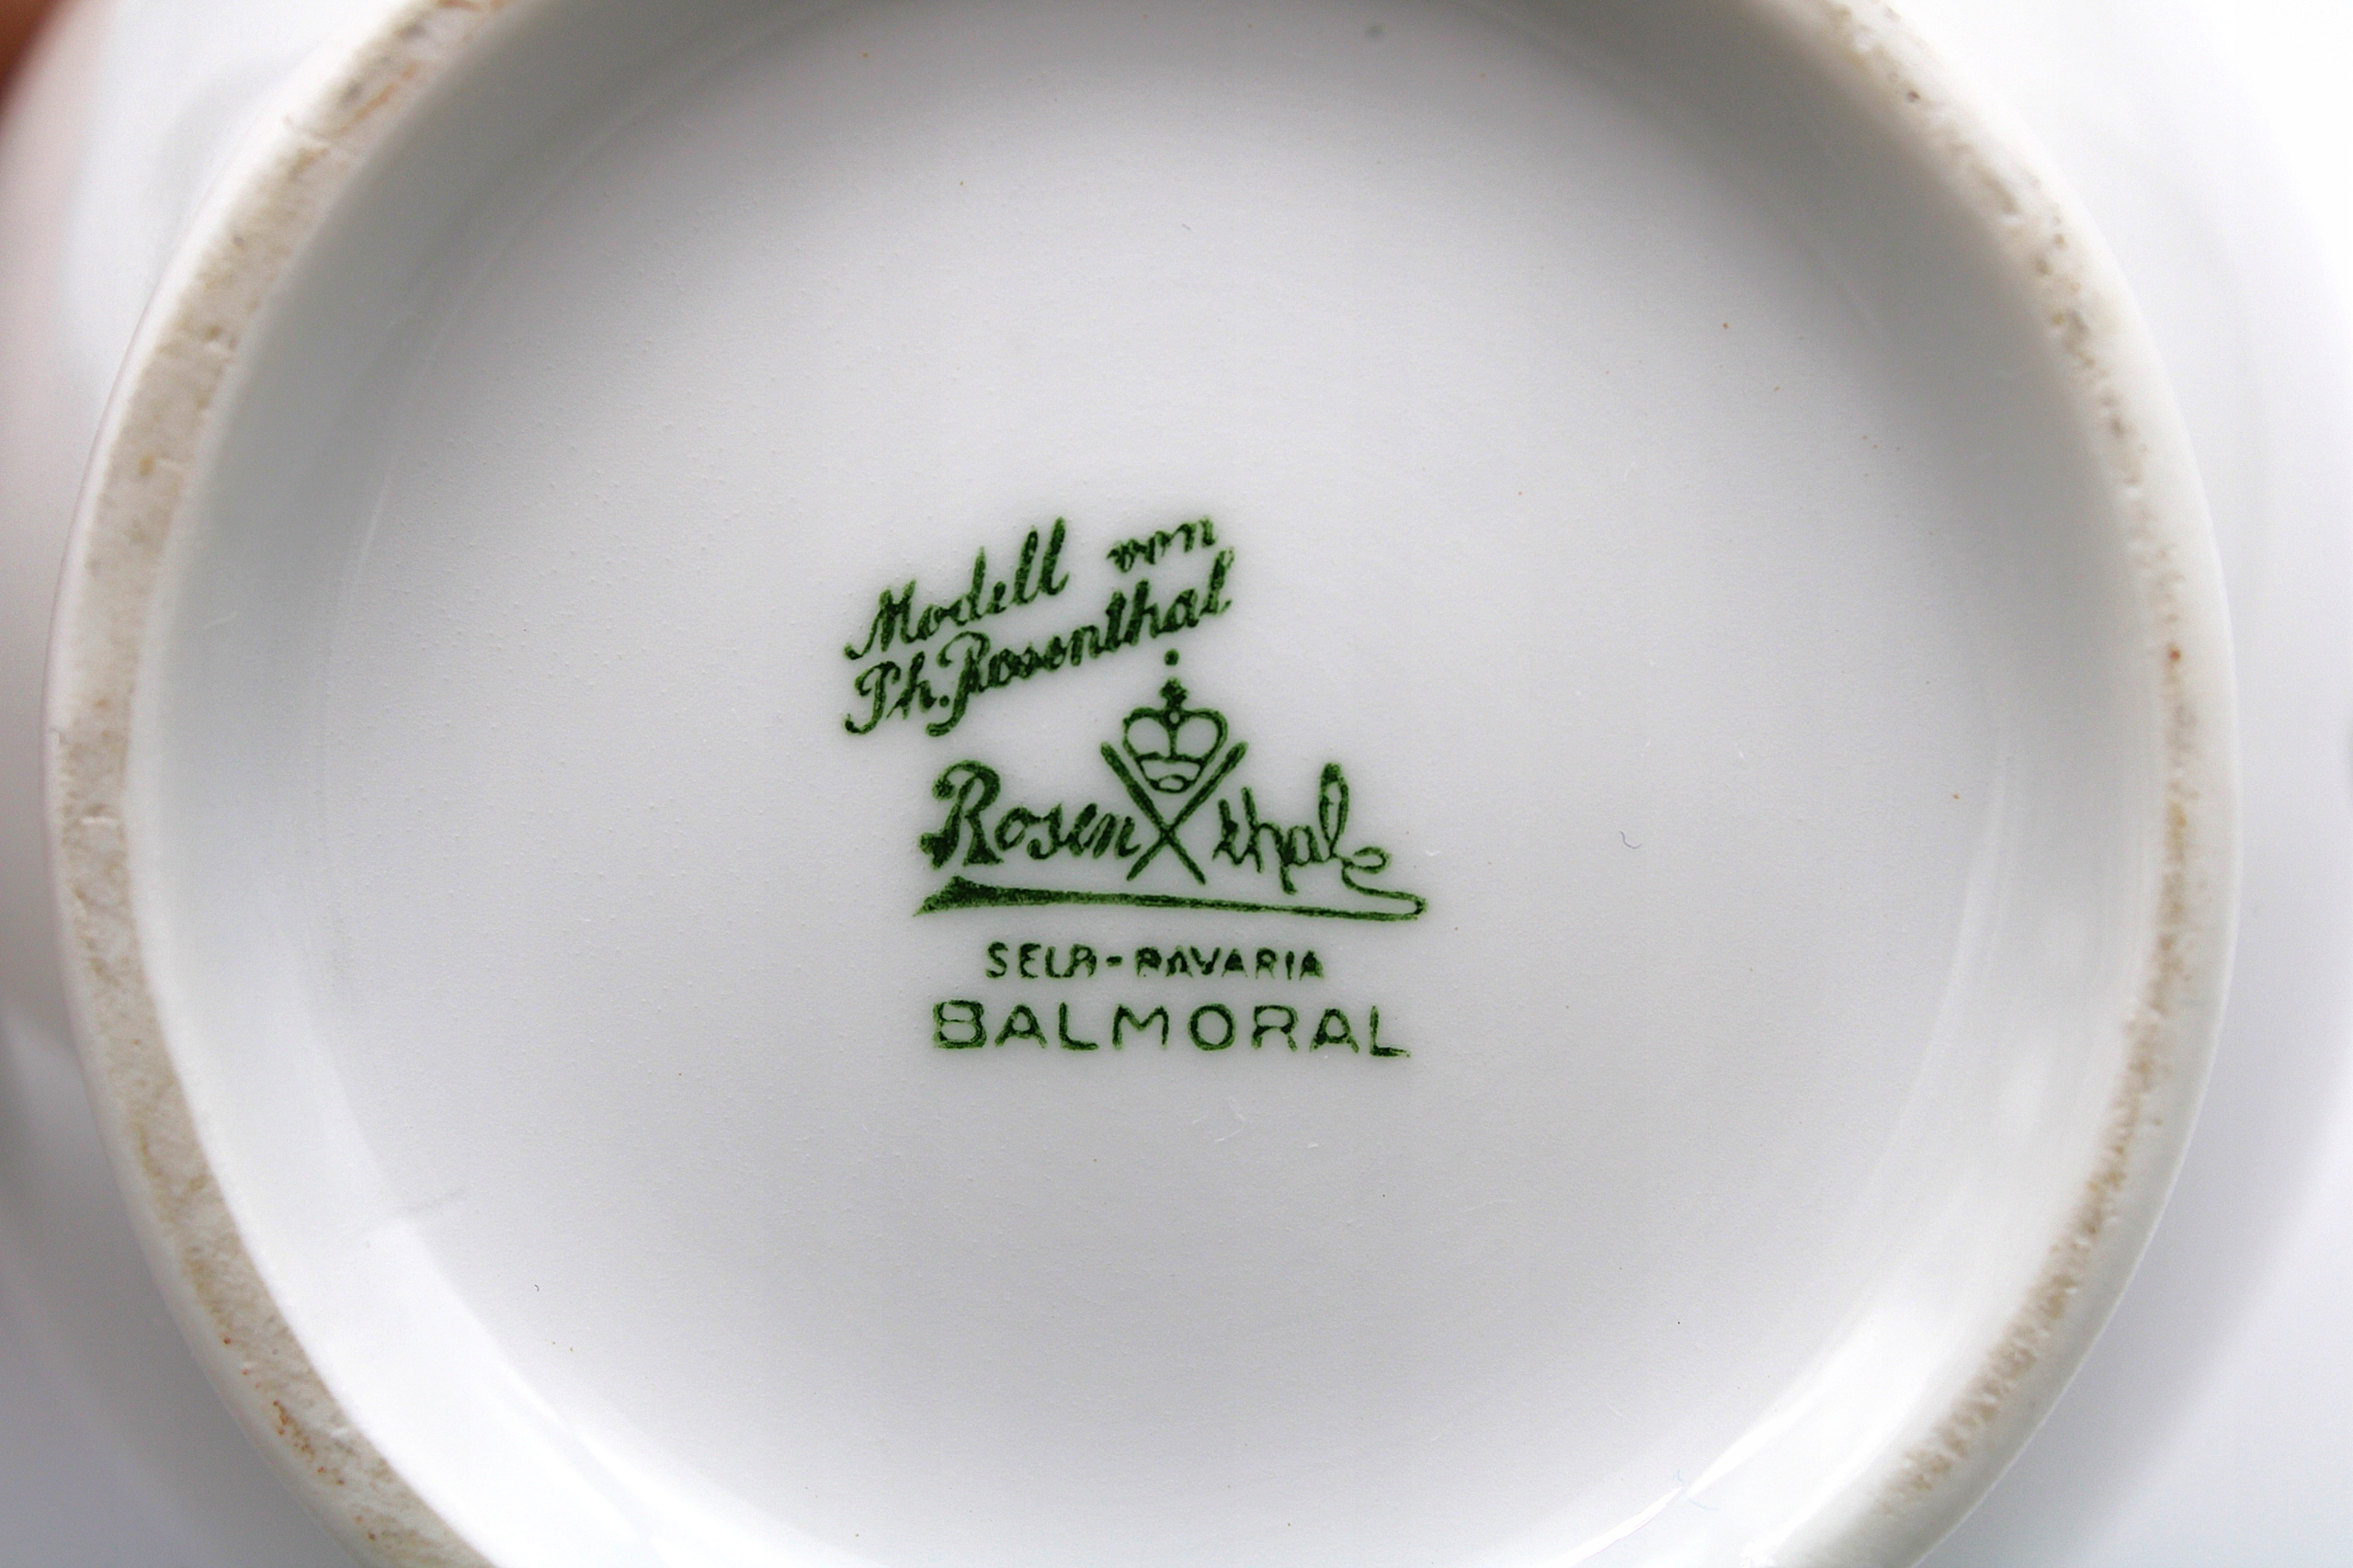 Modell von
Ph. Rosenthal
Rosenthal
SELB-BAVARIA
BALMORAL